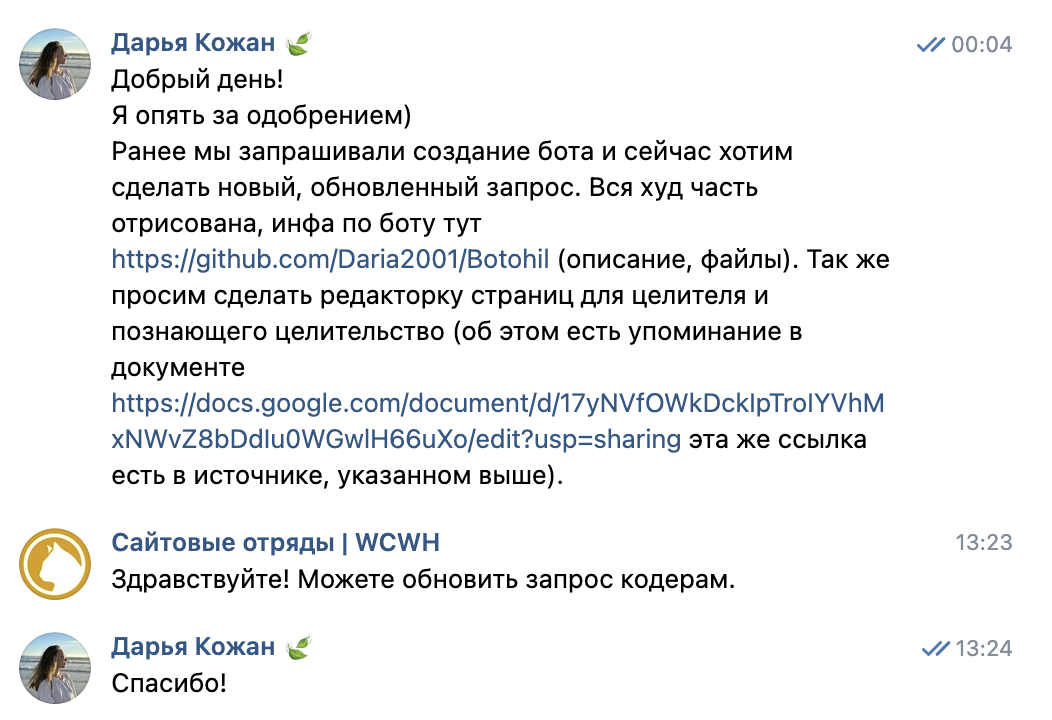 Дарья Кожан
00:04
Добрый день!
Я опять за одобрением)
Ранее мы запрашивали создание бота и сейчас хотим
сделать новый, обновленный запрос. Вся худ часть
отрисована, инфа по боту тут
https://github.com/Daria2001/Botohil (описание, файлы). Так же
просим сделать редакторку страниц для целителя и
познающего целительство (об этом есть упоминание в
документе
https://docs.google.com/document/d/17yNVfOWkDckIpTroIYVhM
xNWvZ8bDdIu0WGwlH66uXo/edit?usp=sharing эта же ссылка
есть в источнике, указанном выше).
Сайтовые отряды | WCWH
13:23
Здравствуйте! Можете обновить запрос кодерам.
Дарья Кожан
13:24
Спасибо!